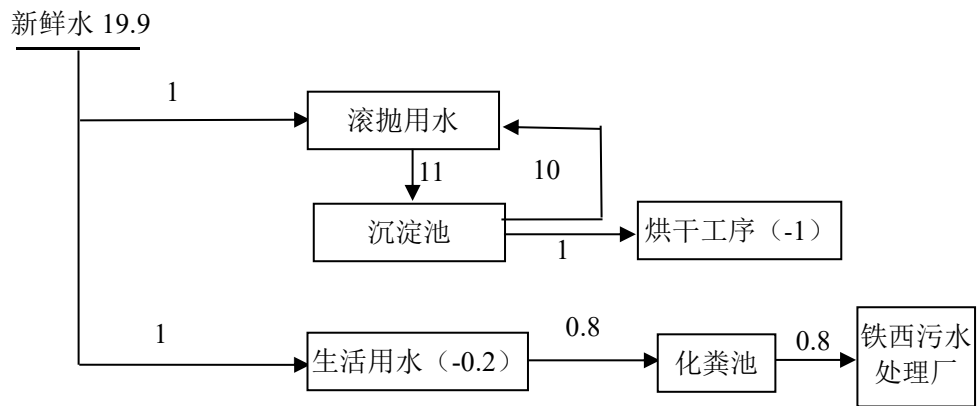 新鲜水 19.9
1
滚抛用水
11
10
沉淀池
1
烘干工序（-1）
1
生活用水（-0.2）
0.8
化粪池
0.8
铁西污水
处理厂